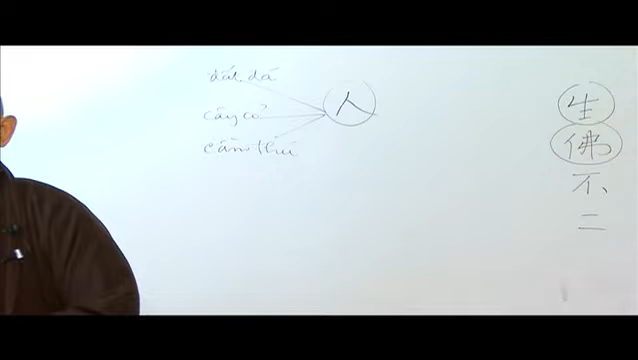 đất đá
cây cỏ
cầm thú
人
生
佛
不
二